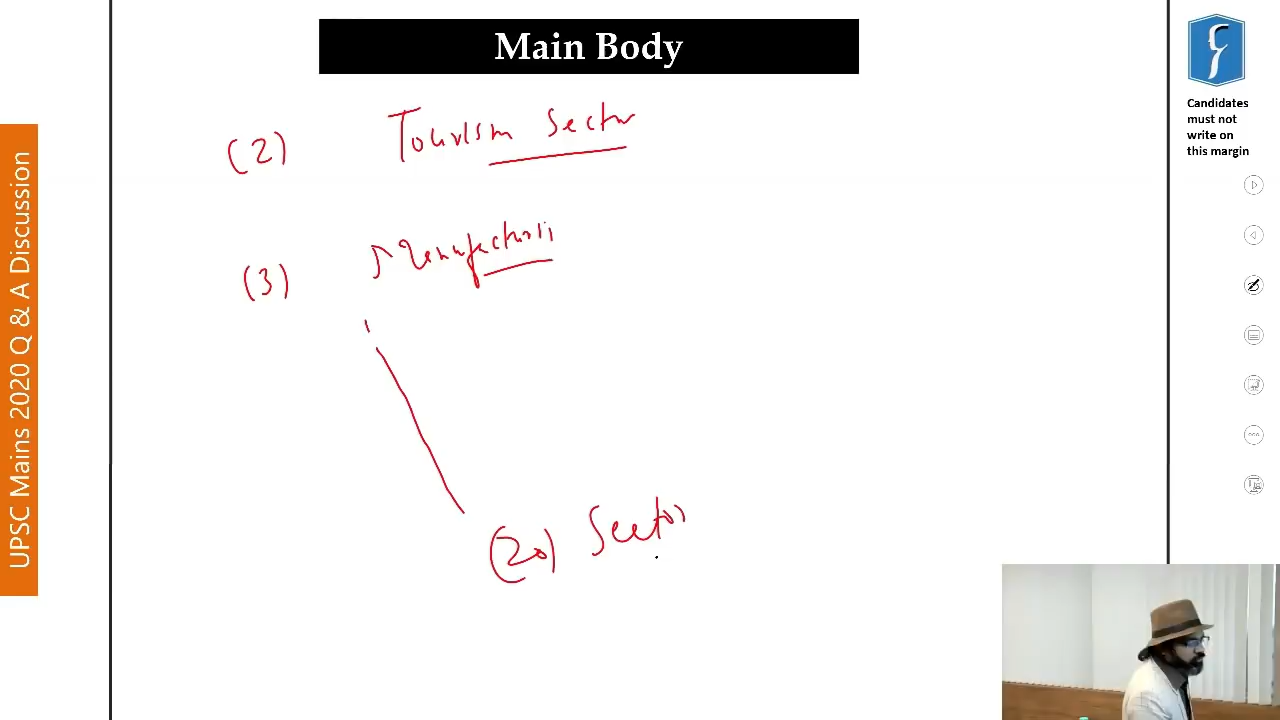 Main Body
(2) Tourism Sector
(3)
(20) Sector
UPSC Mains 2020 Q & A Discussion
Candidates
must not
write on
this margin